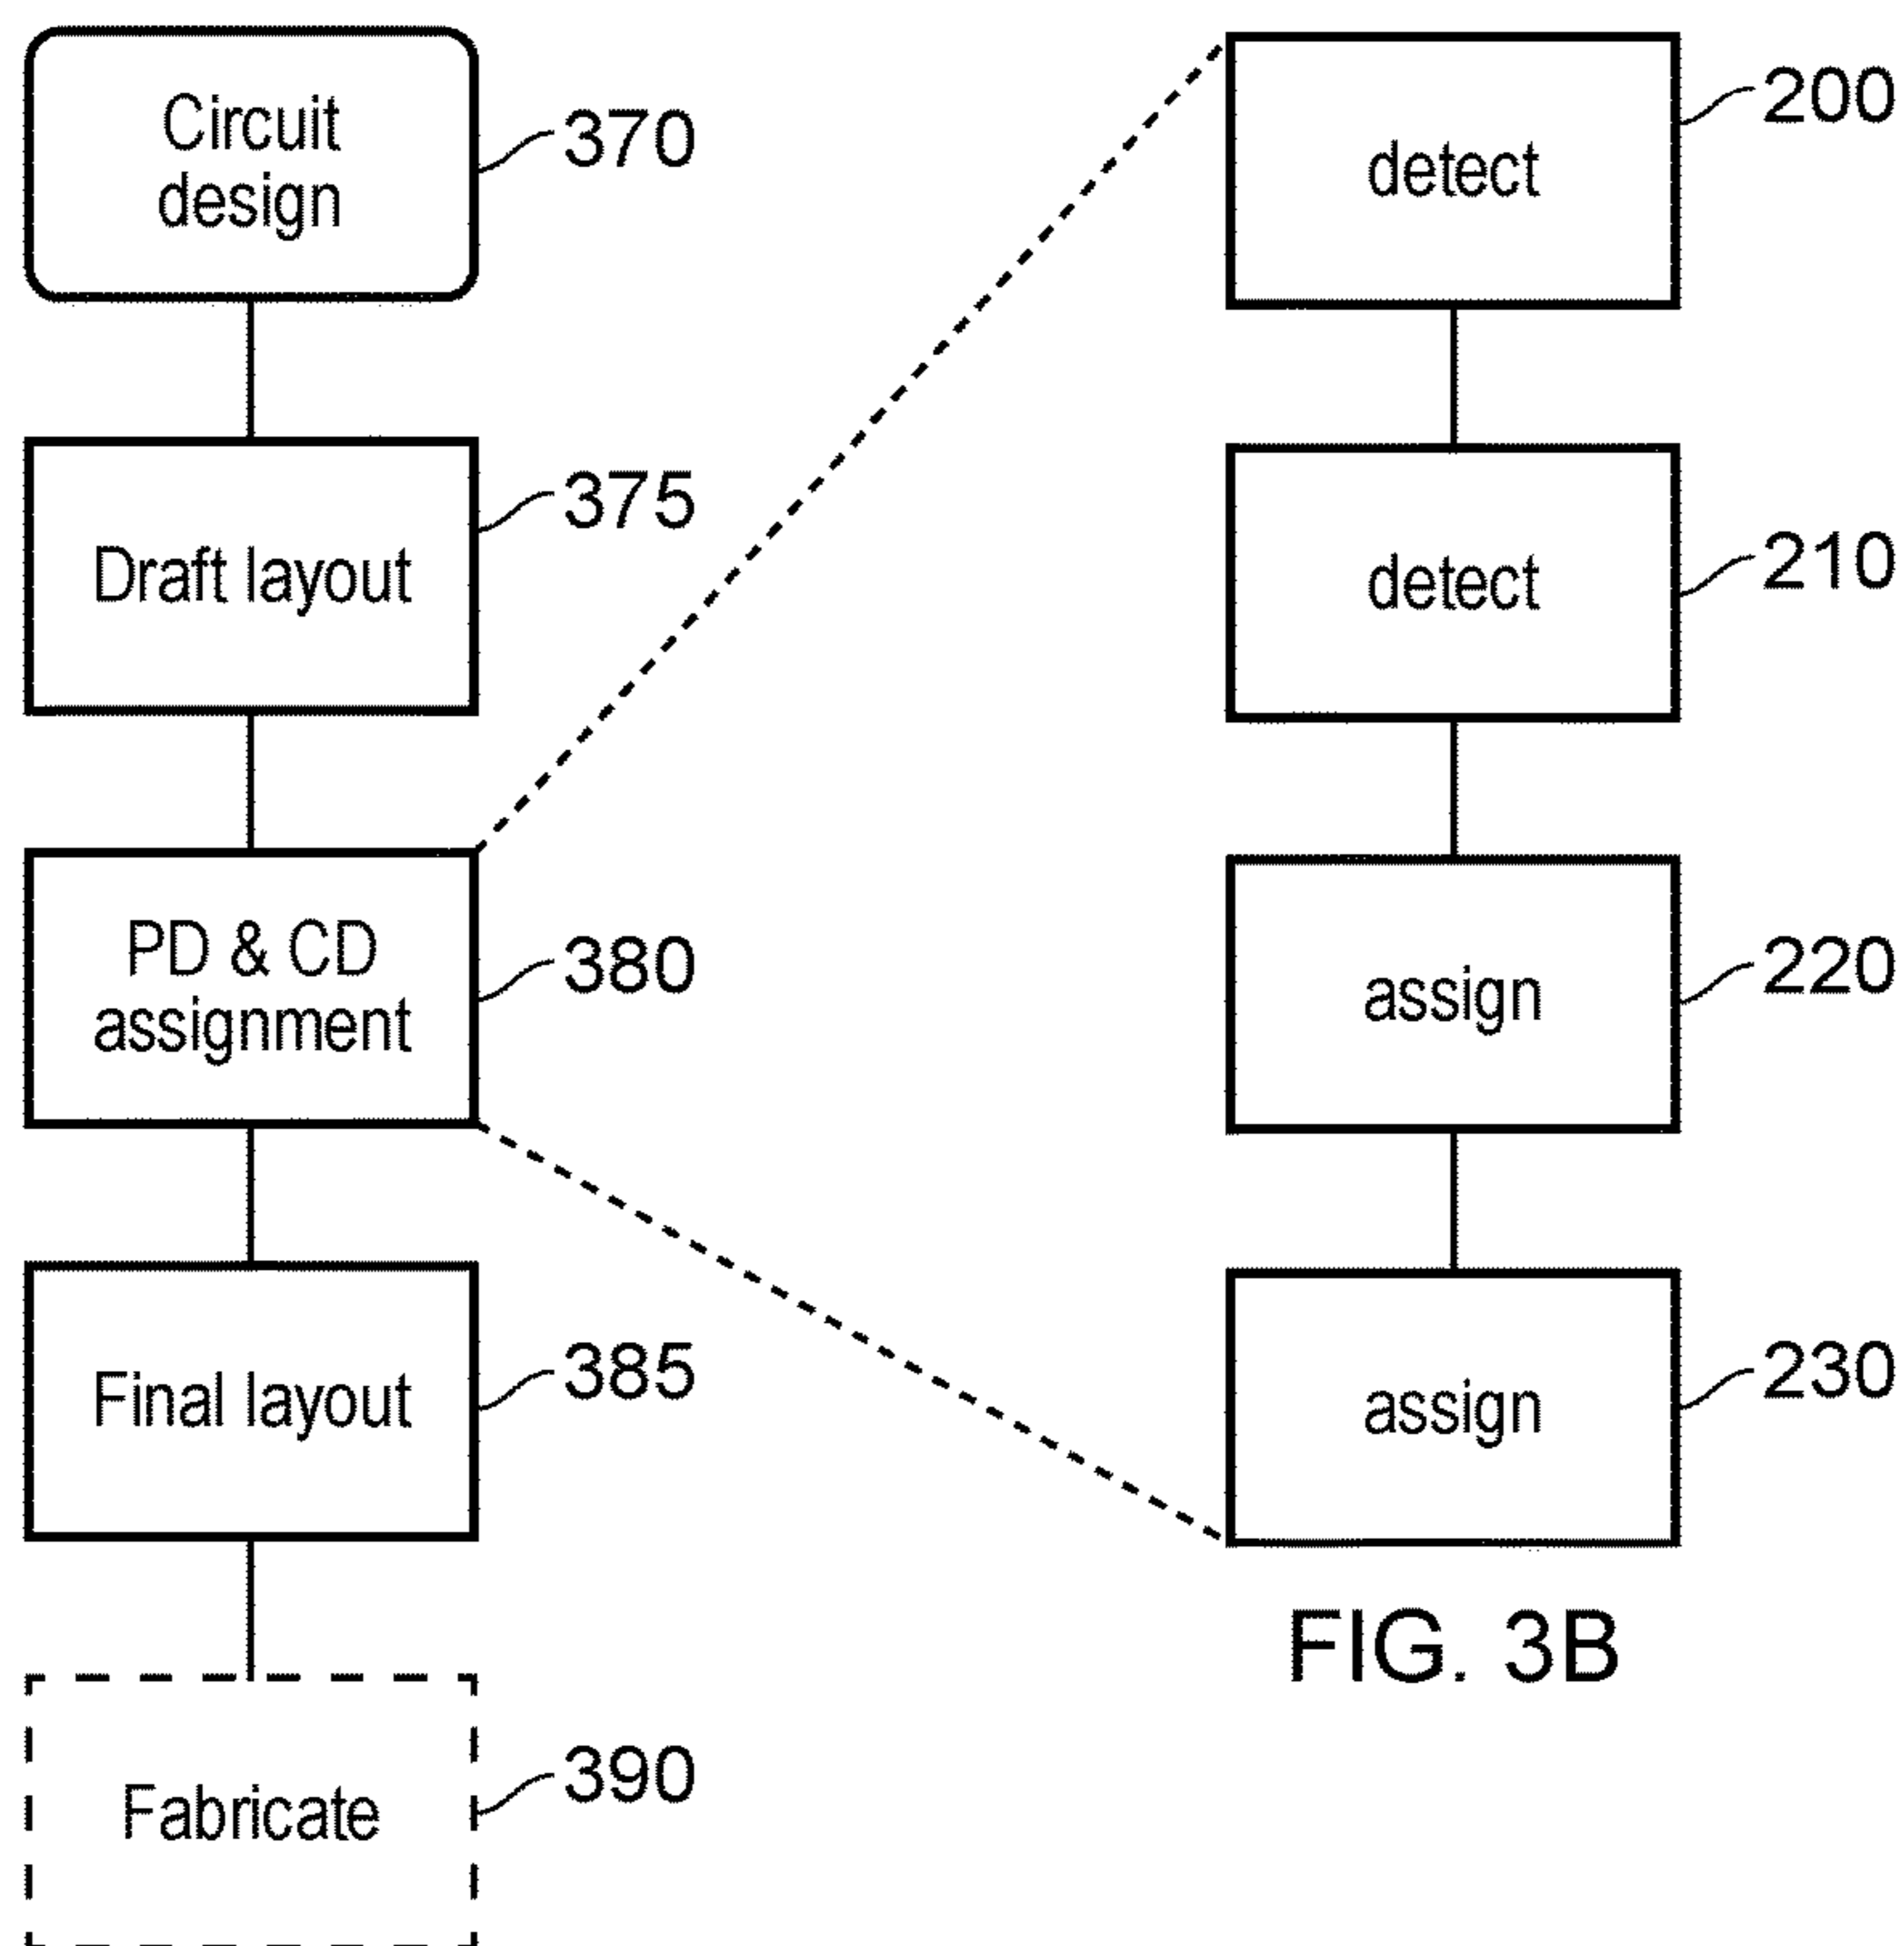 Circuit
design
370
Draft layout
375
PD & CD
assignment
380
Final layout
385
Fabricate
390
detect
200
detect
210
assign
220
assign
230
FIG. 3B